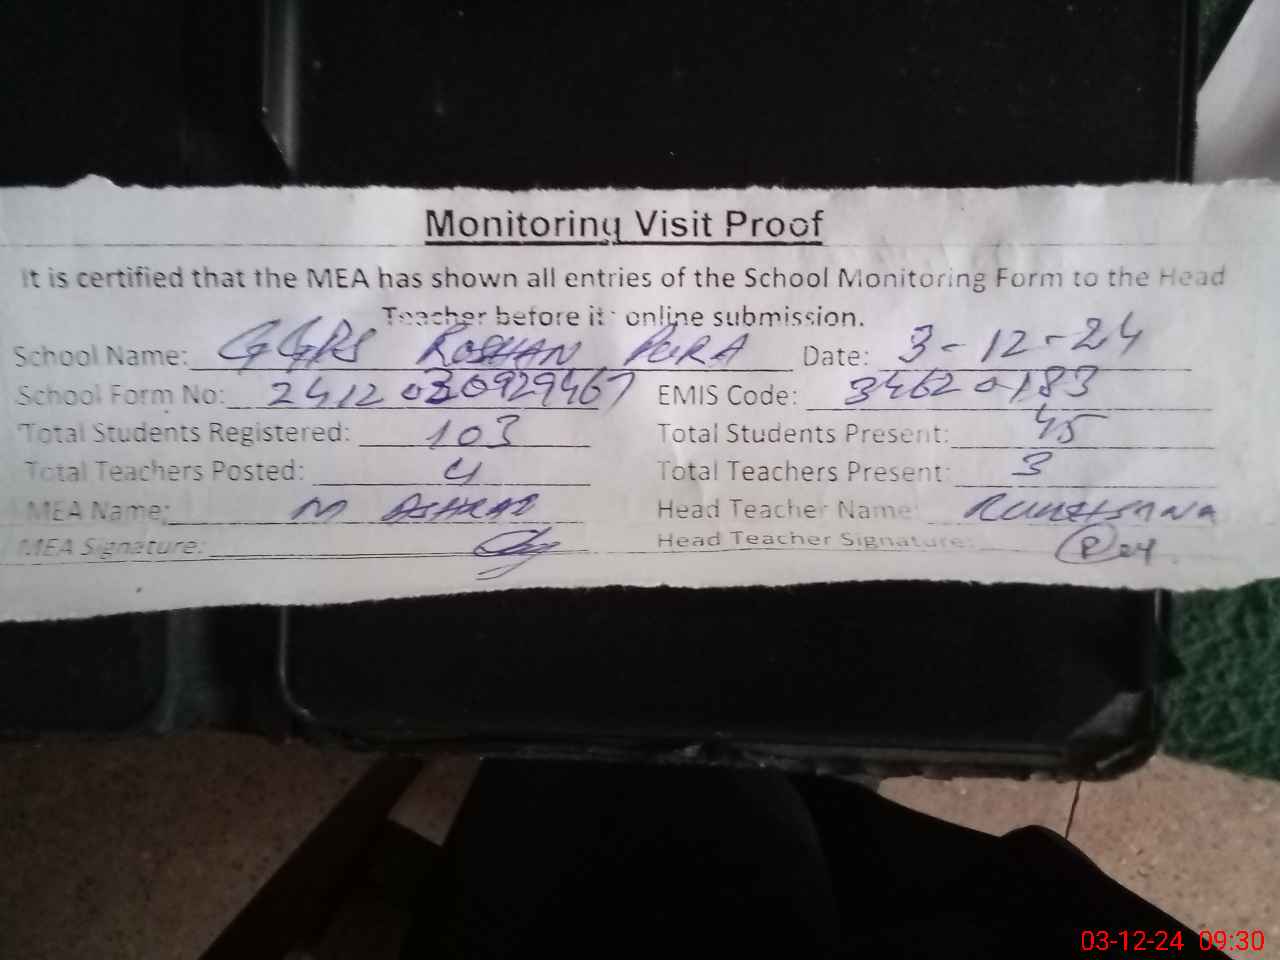 Monitoring Visit Proof
It is certified that the MEA has shown all entries of the School Monitoring Form to the Head
Teacher before it online submission.
School Name: GGPS ROSHAN PURA Date: 3-12-24
School Form No: 2412030929467 EMIS Code: 34620183
Total Students Registered: 103 Total Students Present: 45
Total Teachers Posted: 4 Total Teachers Present: 3
MEA Name: M ASHRAF Head Teacher Name: RUKHSANA
MEA Signature: Head Teacher Signature:
03-12-24 09:30